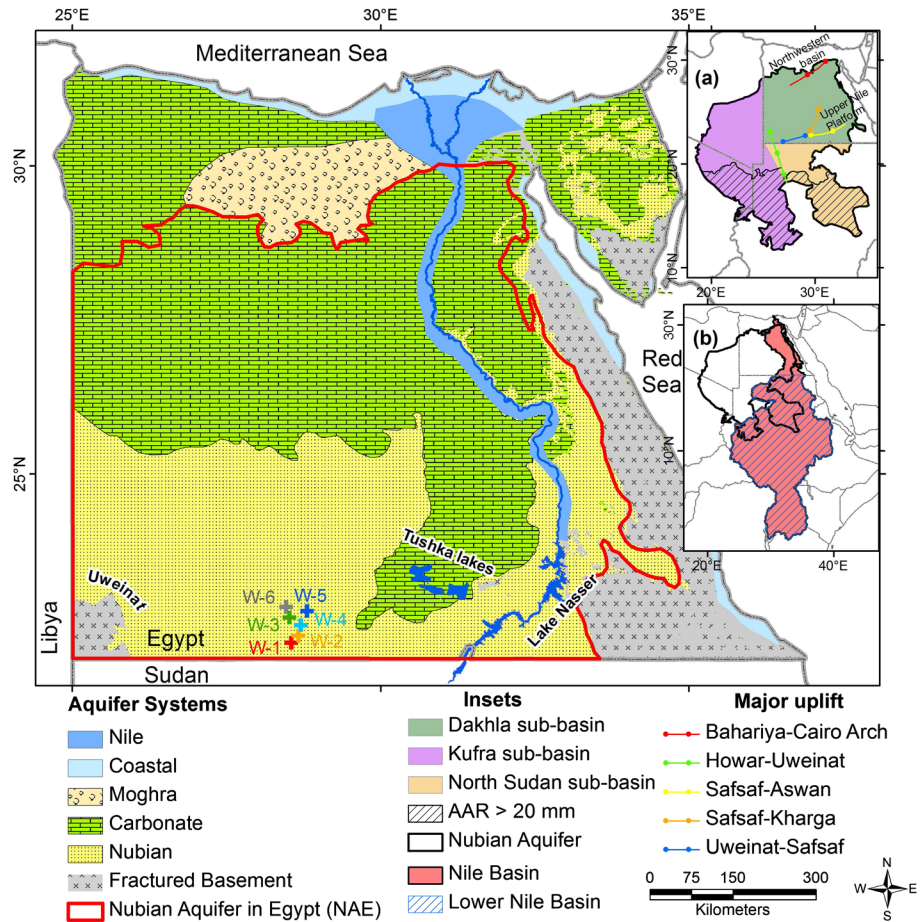 25°E
30°E
35°E
Mediterranean Sea
30°N
25°N
Red
Sea
Tushka lakes
Lake Nasser
Uweinat
W-6
W-5
W-3
W-4
W-2
W-1
Libya
Egypt
Sudan
(a)
Northwestern
basin
Upper Nile
Platform
30°N
20°N
10°N
20°E
30°E
(b)
30°N
10°N
20°E
40°E
Aquifer Systems
Nile
Coastal
Moghra
Carbonate
Nubian
Fractured Basement
Nubian Aquifer in Egypt (NAE)
Insets
Dakhla sub-basin
Kufra sub-basin
North Sudan sub-basin
AAR > 20 mm
Nubian Aquifer
Nile Basin
Lower Nile Basin
Major uplift
Bahariya-Cairo Arch
Howar-Uweinat
Safsaf-Aswan
Safsaf-Kharga
Uweinat-Safsaf
0 75 150 300
Kilometers
N
W E
S